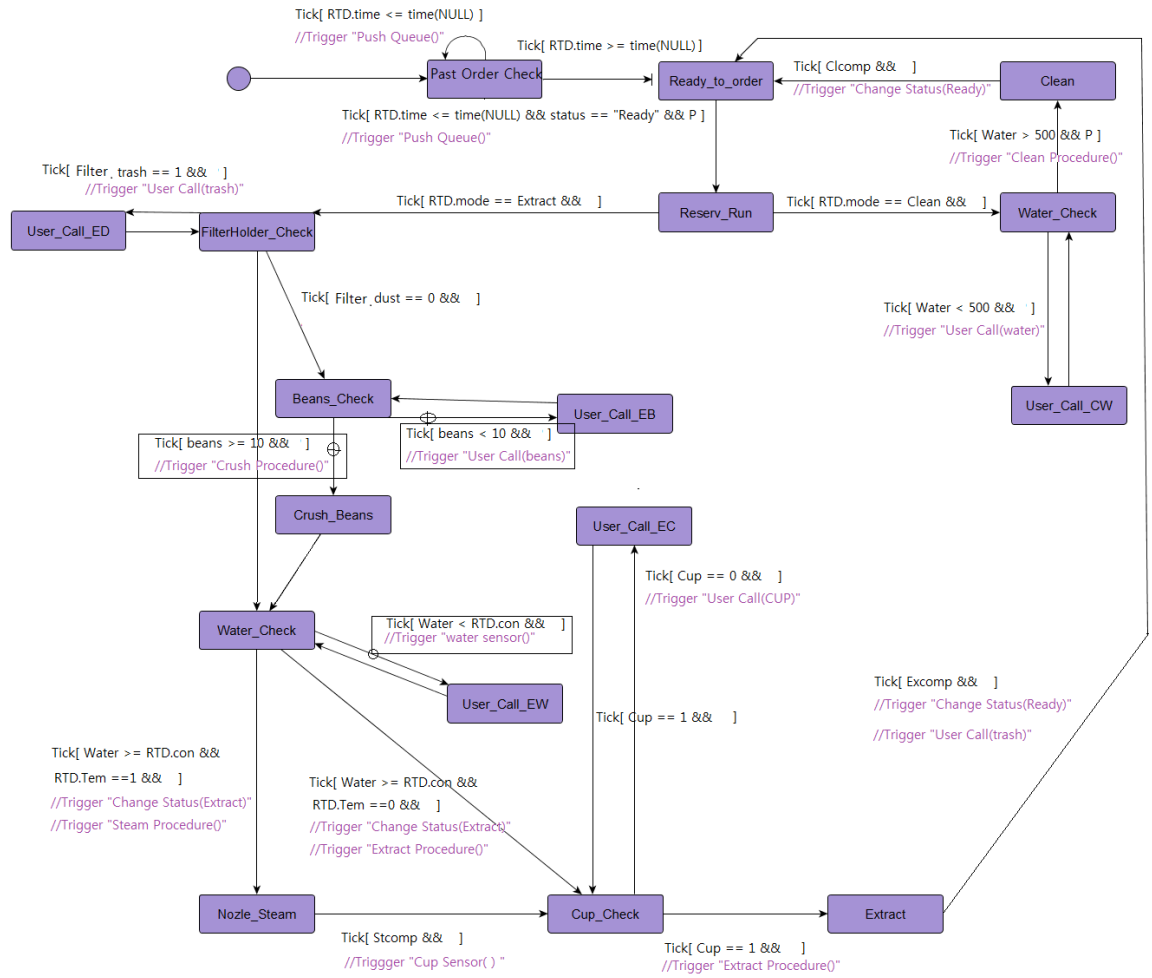 Tick[ RTD.time <= time(NULL) ]
//Trigger "Push Queue()"
Tick[ RTD.time >= time(NULL) ]
Past Order Check
Ready_to_order
Tick[ Clcomp && ]
//Trigger "Change Status(Ready)"
Clean
Tick[ RTD.time <= time(NULL) && status == "Ready" && P ]
//Trigger "Push Queue()"
Tick[ Water > 500 && P ]
//Trigger "Clean Procedure()"
Tick[ Filter_trash == 1 && ]
//Trigger "User Call(trash)"
User_Call_ED
FilterHolder_Check
Tick[ RTD.mode == Extract && ]
Reserv_Run
Tick[ RTD.mode == Clean && ]
Water_Check
Tick[ Filter_dust == 0 && ]
Tick[ Water < 500 && ]
//Trigger "User Call(water)"
Beans_Check
User_Call_EB
User_Call_CW
Tick[ beans >= 10 && ]
//Trigger "Crush Procedure()"
Tick[ beans < 10 && ]
//Trigger "User Call(beans)"
Crush_Beans
User_Call_EC
Tick[ Cup == 0 && ]
//Trigger "User Call(CUP)"
Water_Check
Tick[ Water < RTD.con && ]
//Trigger "water sensor()"
User_Call_EW
Tick[ Cup == 1 && ]
Tick[ Excomp && ]
//Trigger "Change Status(Ready)"
//Trigger "User Call(trash)"
Tick[ Water >= RTD.con &&
RTD.Tem ==1 && ]
//Trigger "Change Status(Extract)"
//Trigger "Steam Procedure()"
Tick[ Water >= RTD.con &&
RTD.Tem ==0 && ]
//Trigger "Change Status(Extract)"
//Trigger "Extract Procedure()"
Nozle_Steam
Cup_Check
Extract
Tick[ Stcomp && ]
//Triggger "Cup Sensor( ) "
Tick[ Cup == 1 && ]
//Trigger "Extract Procedure()"